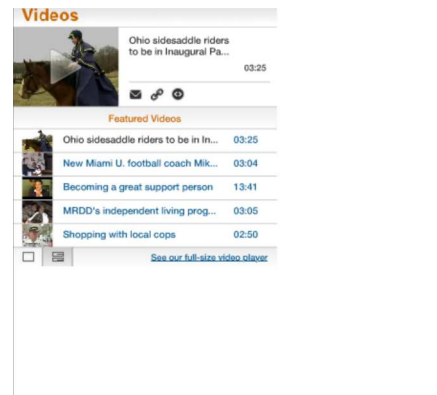 Videos
Ohio sidesaddle riders
to be in Inaugural Pa...
03:25
Featured Videos
Ohio sidesaddle riders to be in In... 03:25
New Miami U. football coach Mik... 03:04
Becoming a great support person 13:41
MRDD's independent living prog... 03:05
Shopping with local cops 02:50
See our full-size video player